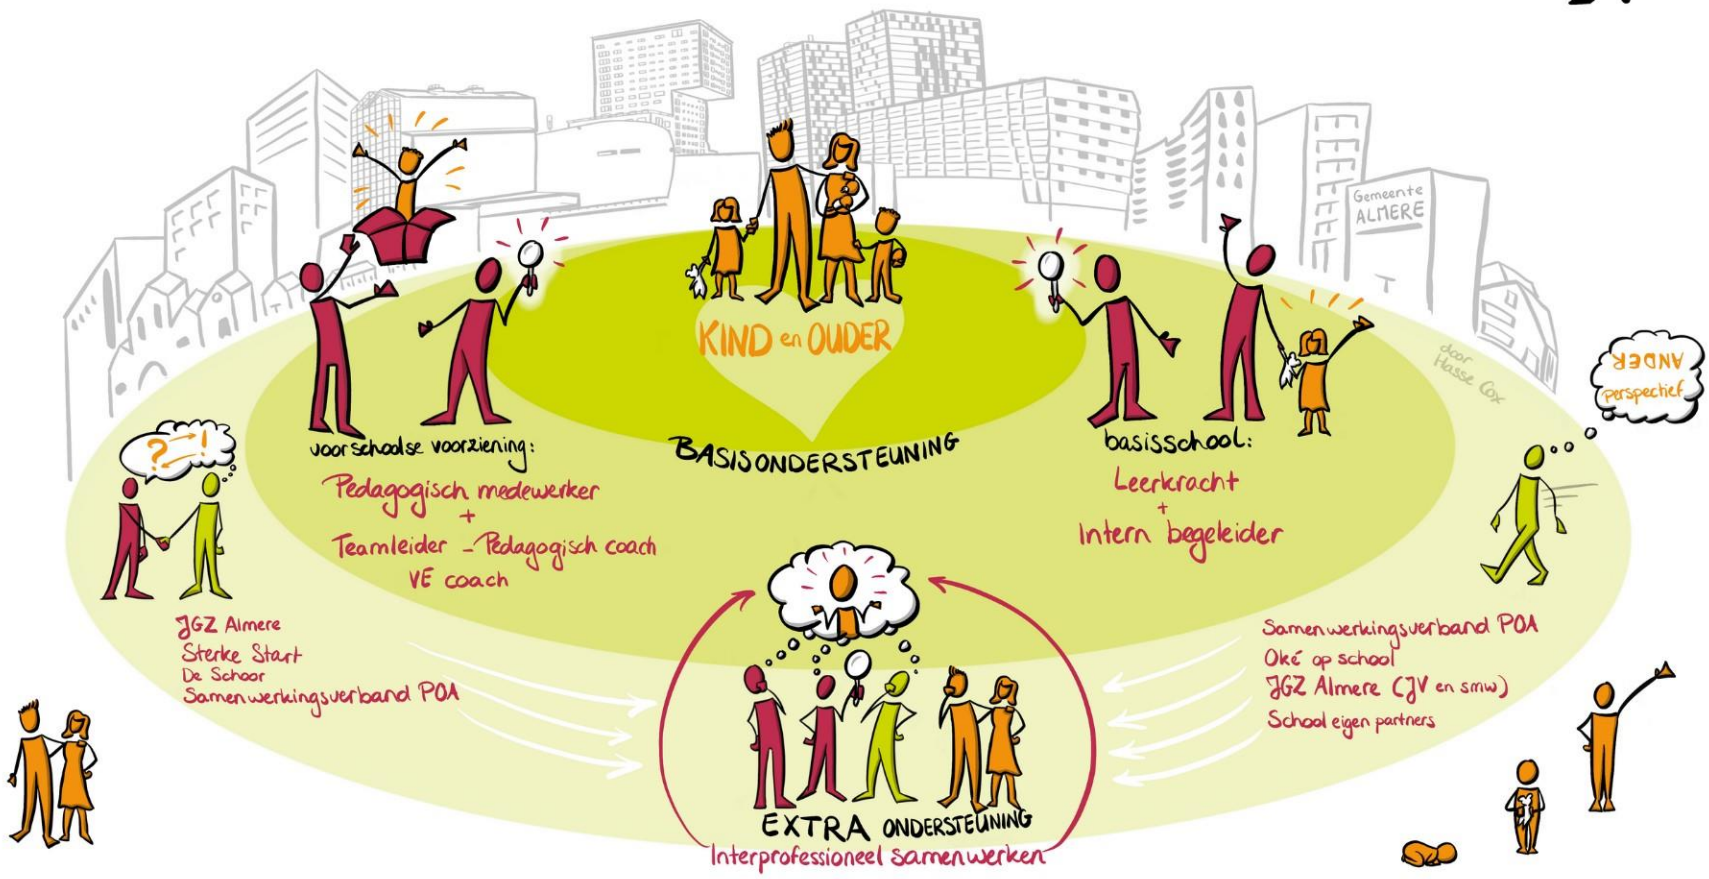 Gemeente
ALMERE
KIND en OUDER
door
Hasse Cox
ANDER
perspectief
? !
voorschoolse voorziening:
Pedagogisch medewerker
+
Teamleider - Pedagogisch coach
VE coach
BASISONDERSTEUNING
basisschool:
Leerkracht
+
Intern begeleider
JGZ Almere
Sterke Start
De Schoor
Samenwerkingsverband POA
Samenwerkingsverband POA
Oké op school
JGZ Almere (JV en smw)
School eigen partners
EXTRA ONDERSTEUNING
Interprofessioneel samenwerken